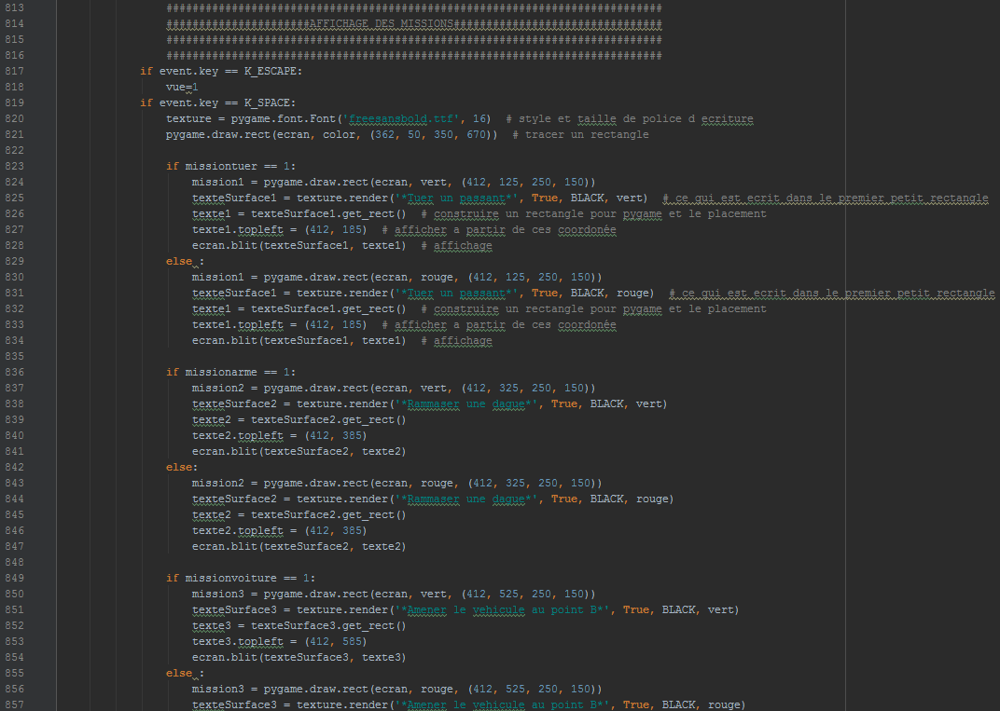 813 ############################################################################
814 ######################AFFICHAGE DES MISSIONS################################
815 ############################################################################
816 ############################################################################
817 if event.key == K_ESCAPE:
818 vue=1
819 if event.key == K_SPACE:
820 texture = pygame.font.Font('freesansbold.ttf', 16)  # style et taille de police d ecriture
821 pygame.draw.rect(ecran, color, (362, 50, 350, 670))  # tracer un rectangle
822
823 if missiontuer == 1:
824 mission1 = pygame.draw.rect(ecran, vert, (412, 125, 250, 150))
825 texteSurface1 = texture.render('*Tuer un passant*', True, BLACK, vert)  # ce qui est ecrit dans le premier petit rectangle
826 texte1 = texteSurface1.get_rect()  # construire un rectangle pour pygame et le placement
827 texte1.topleft = (412, 185)  # afficher a partir de ces coordonée
828 ecran.blit(texteSurface1, texte1)  # affichage
829 else :
830 mission1 = pygame.draw.rect(ecran, rouge, (412, 125, 250, 150))
831 texteSurface1 = texture.render('*Tuer un passant*', True, BLACK, rouge)  # ce qui est ecrit dans le premier petit rectangle
832 texte1 = texteSurface1.get_rect()  # construire un rectangle pour pygame et le placement
833 texte1.topleft = (412, 185)  # afficher a partir de ces coordonée
834 ecran.blit(texteSurface1, texte1)  # affichage
835
836 if missionarme == 1:
837 mission2 = pygame.draw.rect(ecran, vert, (412, 325, 250, 150))
838 texteSurface2 = texture.render('*Rammaser une dague*', True, BLACK, vert)
839 texte2 = texteSurface2.get_rect()
840 texte2.topleft = (412, 385)
841 ecran.blit(texteSurface2, texte2)
842 else:
843 mission2 = pygame.draw.rect(ecran, rouge, (412, 325, 250, 150))
844 texteSurface2 = texture.render('*Rammaser une dague*', True, BLACK, rouge)
845 texte2 = texteSurface2.get_rect()
846 texte2.topleft = (412, 385)
847 ecran.blit(texteSurface2, texte2)
848
849 if missionvoiture == 1:
850 mission3 = pygame.draw.rect(ecran, vert, (412, 525, 250, 150))
851 texteSurface3 = texture.render('*Amener le vehicule au point B*', True, BLACK, vert)
852 texte3 = texteSurface3.get_rect()
853 texte3.topleft = (412, 585)
854 ecran.blit(texteSurface3, texte3)
855 else :
856 mission3 = pygame.draw.rect(ecran, rouge, (412, 525, 250, 150))
857 texteSurface3 = texture.render('*Amener le vehicule au point B*', True, BLACK, rouge)